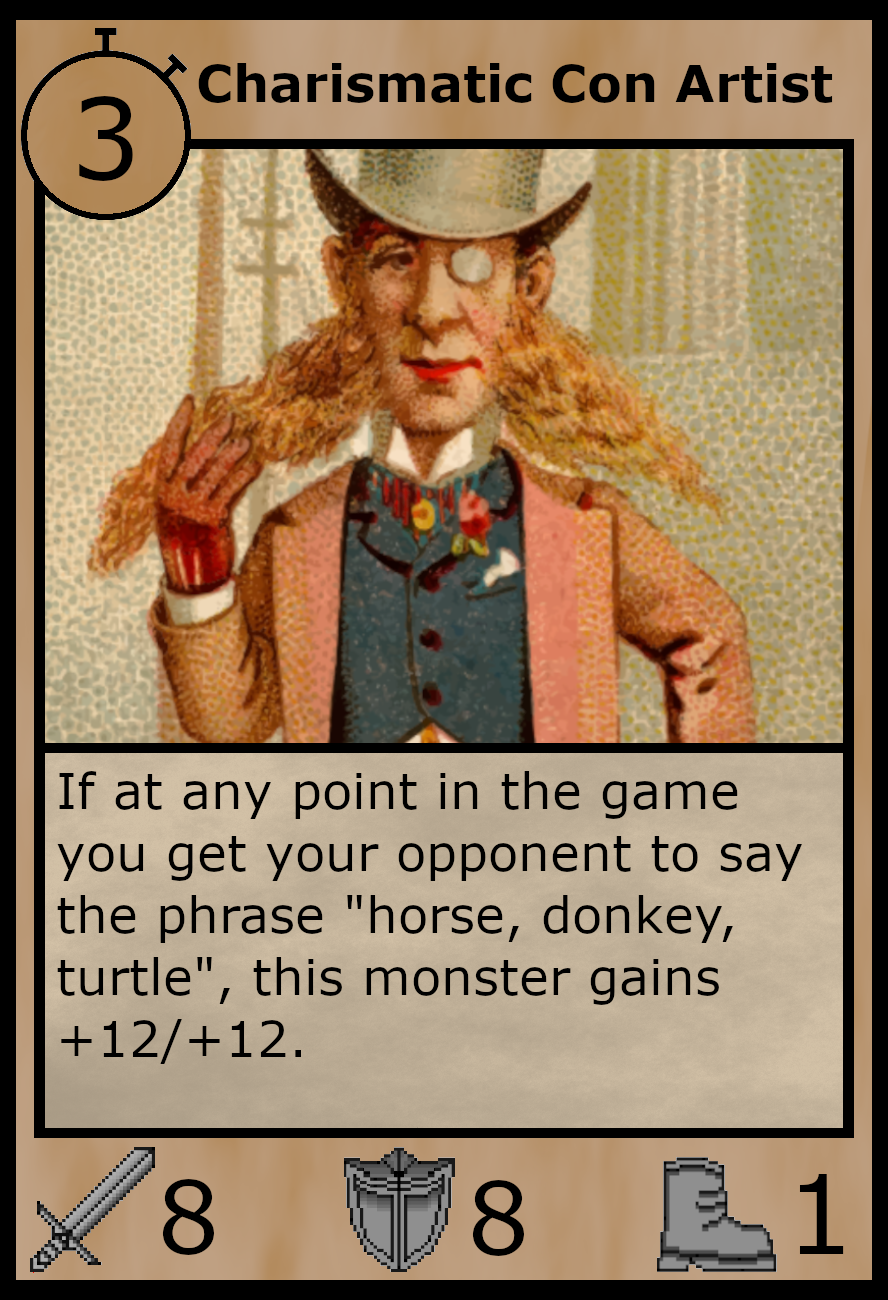 3
Charismatic Con Artist
If at any point in the game
you get your opponent to say
the phrase "horse, donkey,
turtle", this monster gains
+12/+12.
8 8 1